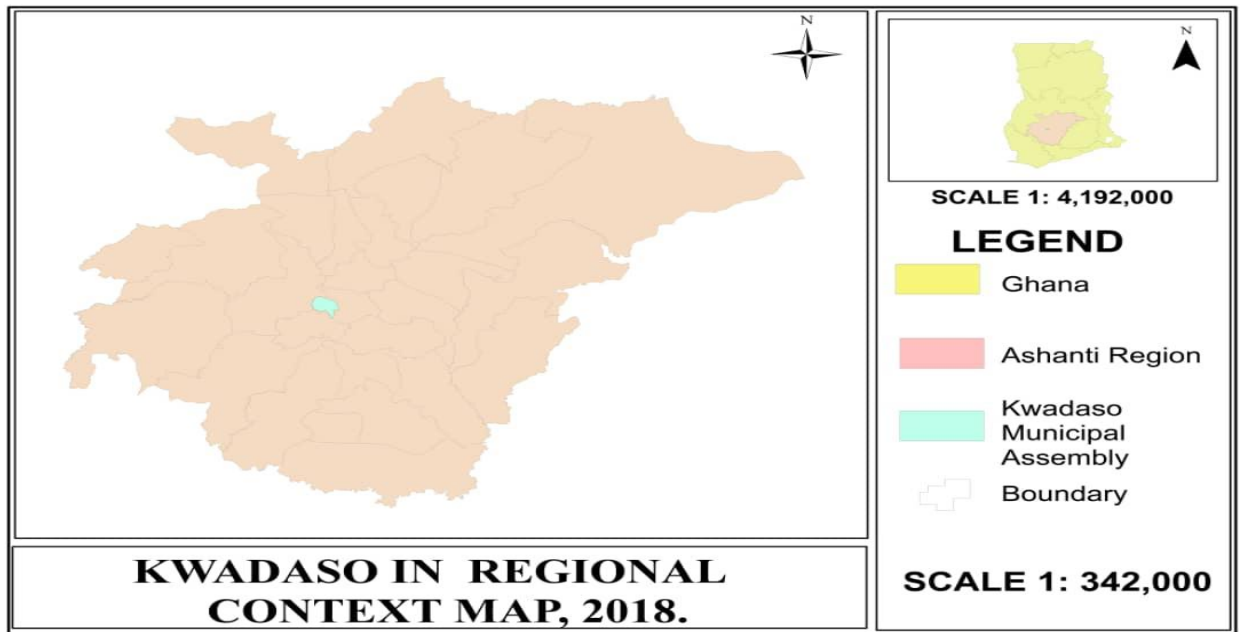 N
N
SCALE 1: 4,192,000
LEGEND
Ghana
Ashanti Region
Kwadaso
Municipal
Assembly
Boundary
SCALE 1: 342,000
KWADASO IN REGIONAL
CONTEXT MAP, 2018.